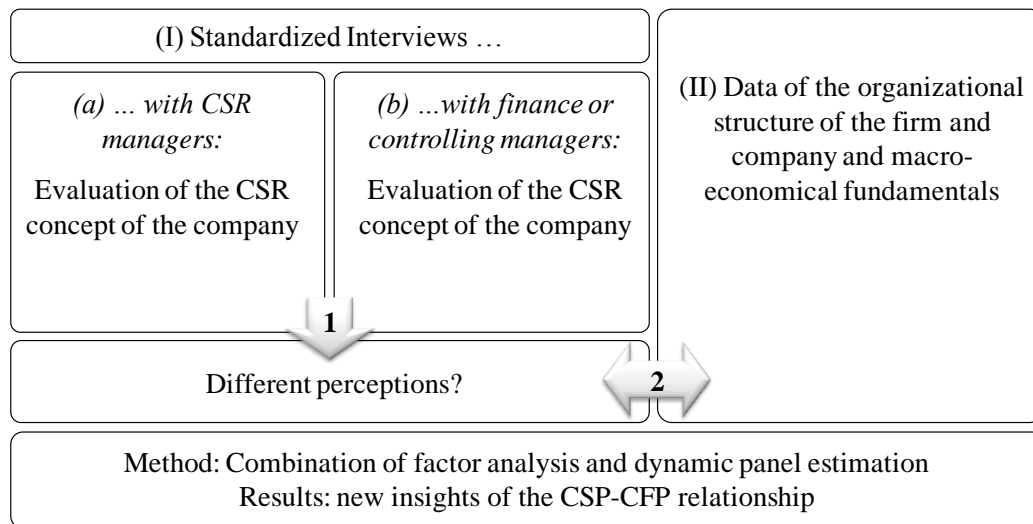 (I) Standardized Interviews …
(a) ... with CSR
managers:
Evaluation of the CSR
concept of the company
(b) ...with finance or
controlling managers:
Evaluation of the CSR
concept of the company
(II) Data of the organizational
structure of the firm and
company and macro-
economical fundamentals
1
Different perceptions?
2
Method: Combination of factor analysis and dynamic panel estimation
Results: new insights of the CSP-CFP relationship